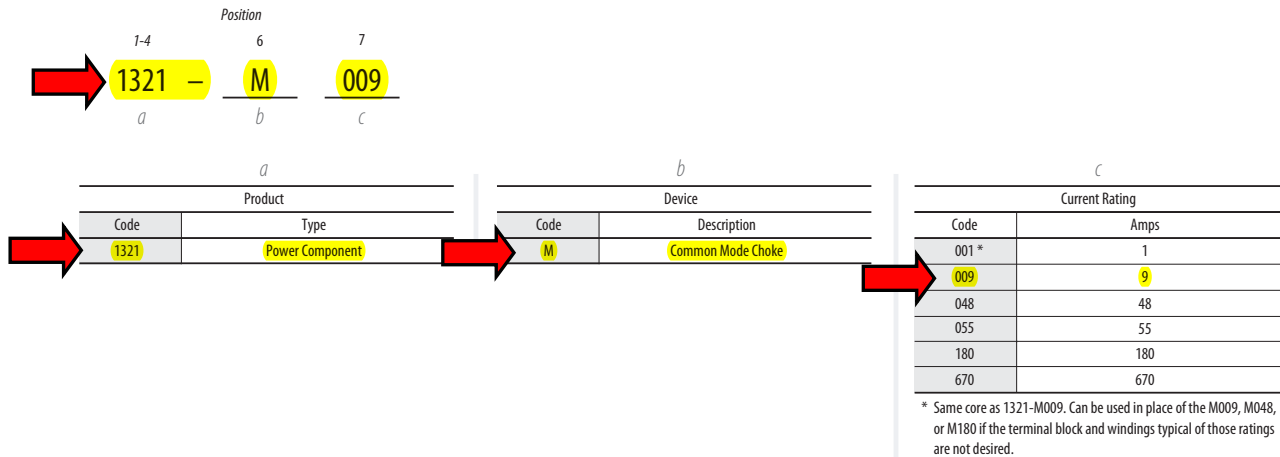 Position
1-4 6 7
1321 – M 009
a b c
a
Product
Code Type
1321 Power Component
b
Device
Code Description
M Common Mode Choke
c
Current Rating
Code Amps
001 * 1
009 9
048 48
055 55
180 180
670 670
* Same core as 1321-M009. Can be used in place of the M009, M048,
or M180 if the terminal block and windings typical of those ratings
are not desired.